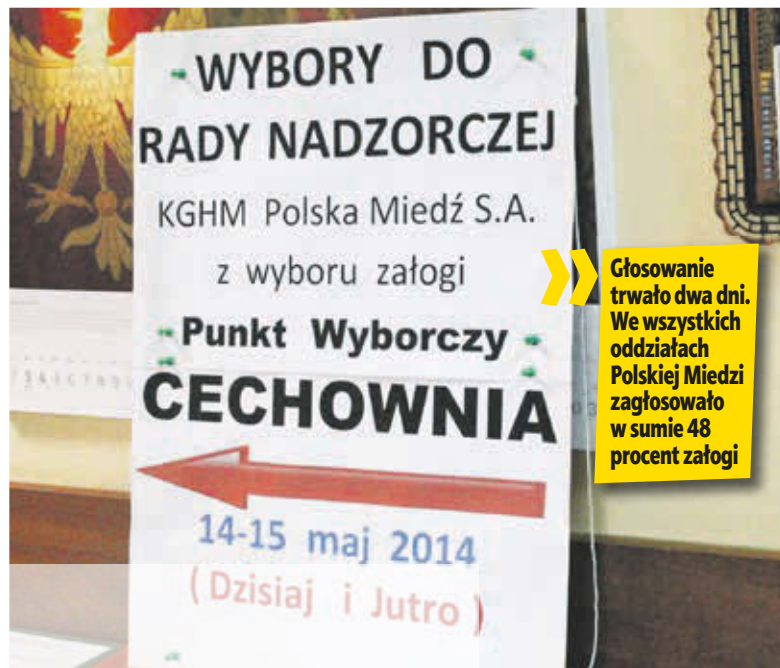 WYBORY DO
RADY NADZORCZEJ
KGHM Polska Miedź S.A.
z wyboru załogi
Punkt Wyborczy
CECHOWNIA
14-15 maj 2014
( Dzisiaj i Jutro )
Głosowanie
trwało dwa dni.
We wszystkich
oddziałach
Polskiej Miedzi
zagłosowało
w sumie 48
procent załogi